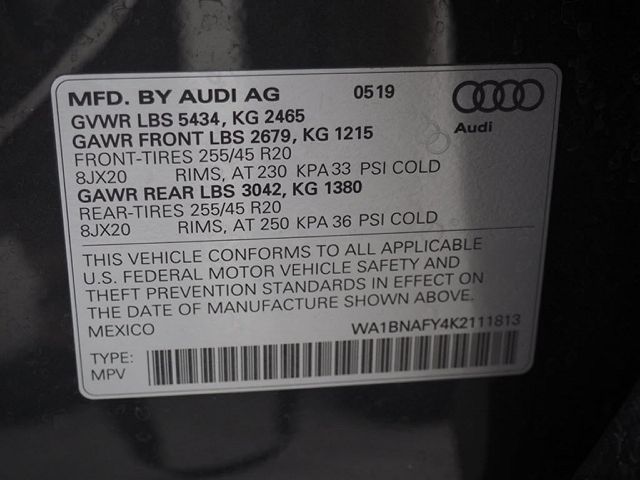 MFD. BY AUDI AG 0519
GVWR LBS 5434, KG 2465
GAWR FRONT LBS 2679, KG 1215
FRONT-TIRES 255/45 R20
8JX20 RIMS, AT 230 KPA 33 PSI COLD
GAWR REAR LBS 3042, KG 1380
REAR-TIRES 255/45 R20
8JX20 RIMS, AT 250 KPA 36 PSI COLD
Audi
THIS VEHICLE CONFORMS TO ALL APPLICABLE
U.S. FEDERAL MOTOR VEHICLE SAFETY AND
THEFT PREVENTION STANDARDS IN EFFECT ON
THE DATE OF MANUFACTURE SHOWN ABOVE.
MEXICO WA1BNAFY4K2111813
TYPE:
MPV